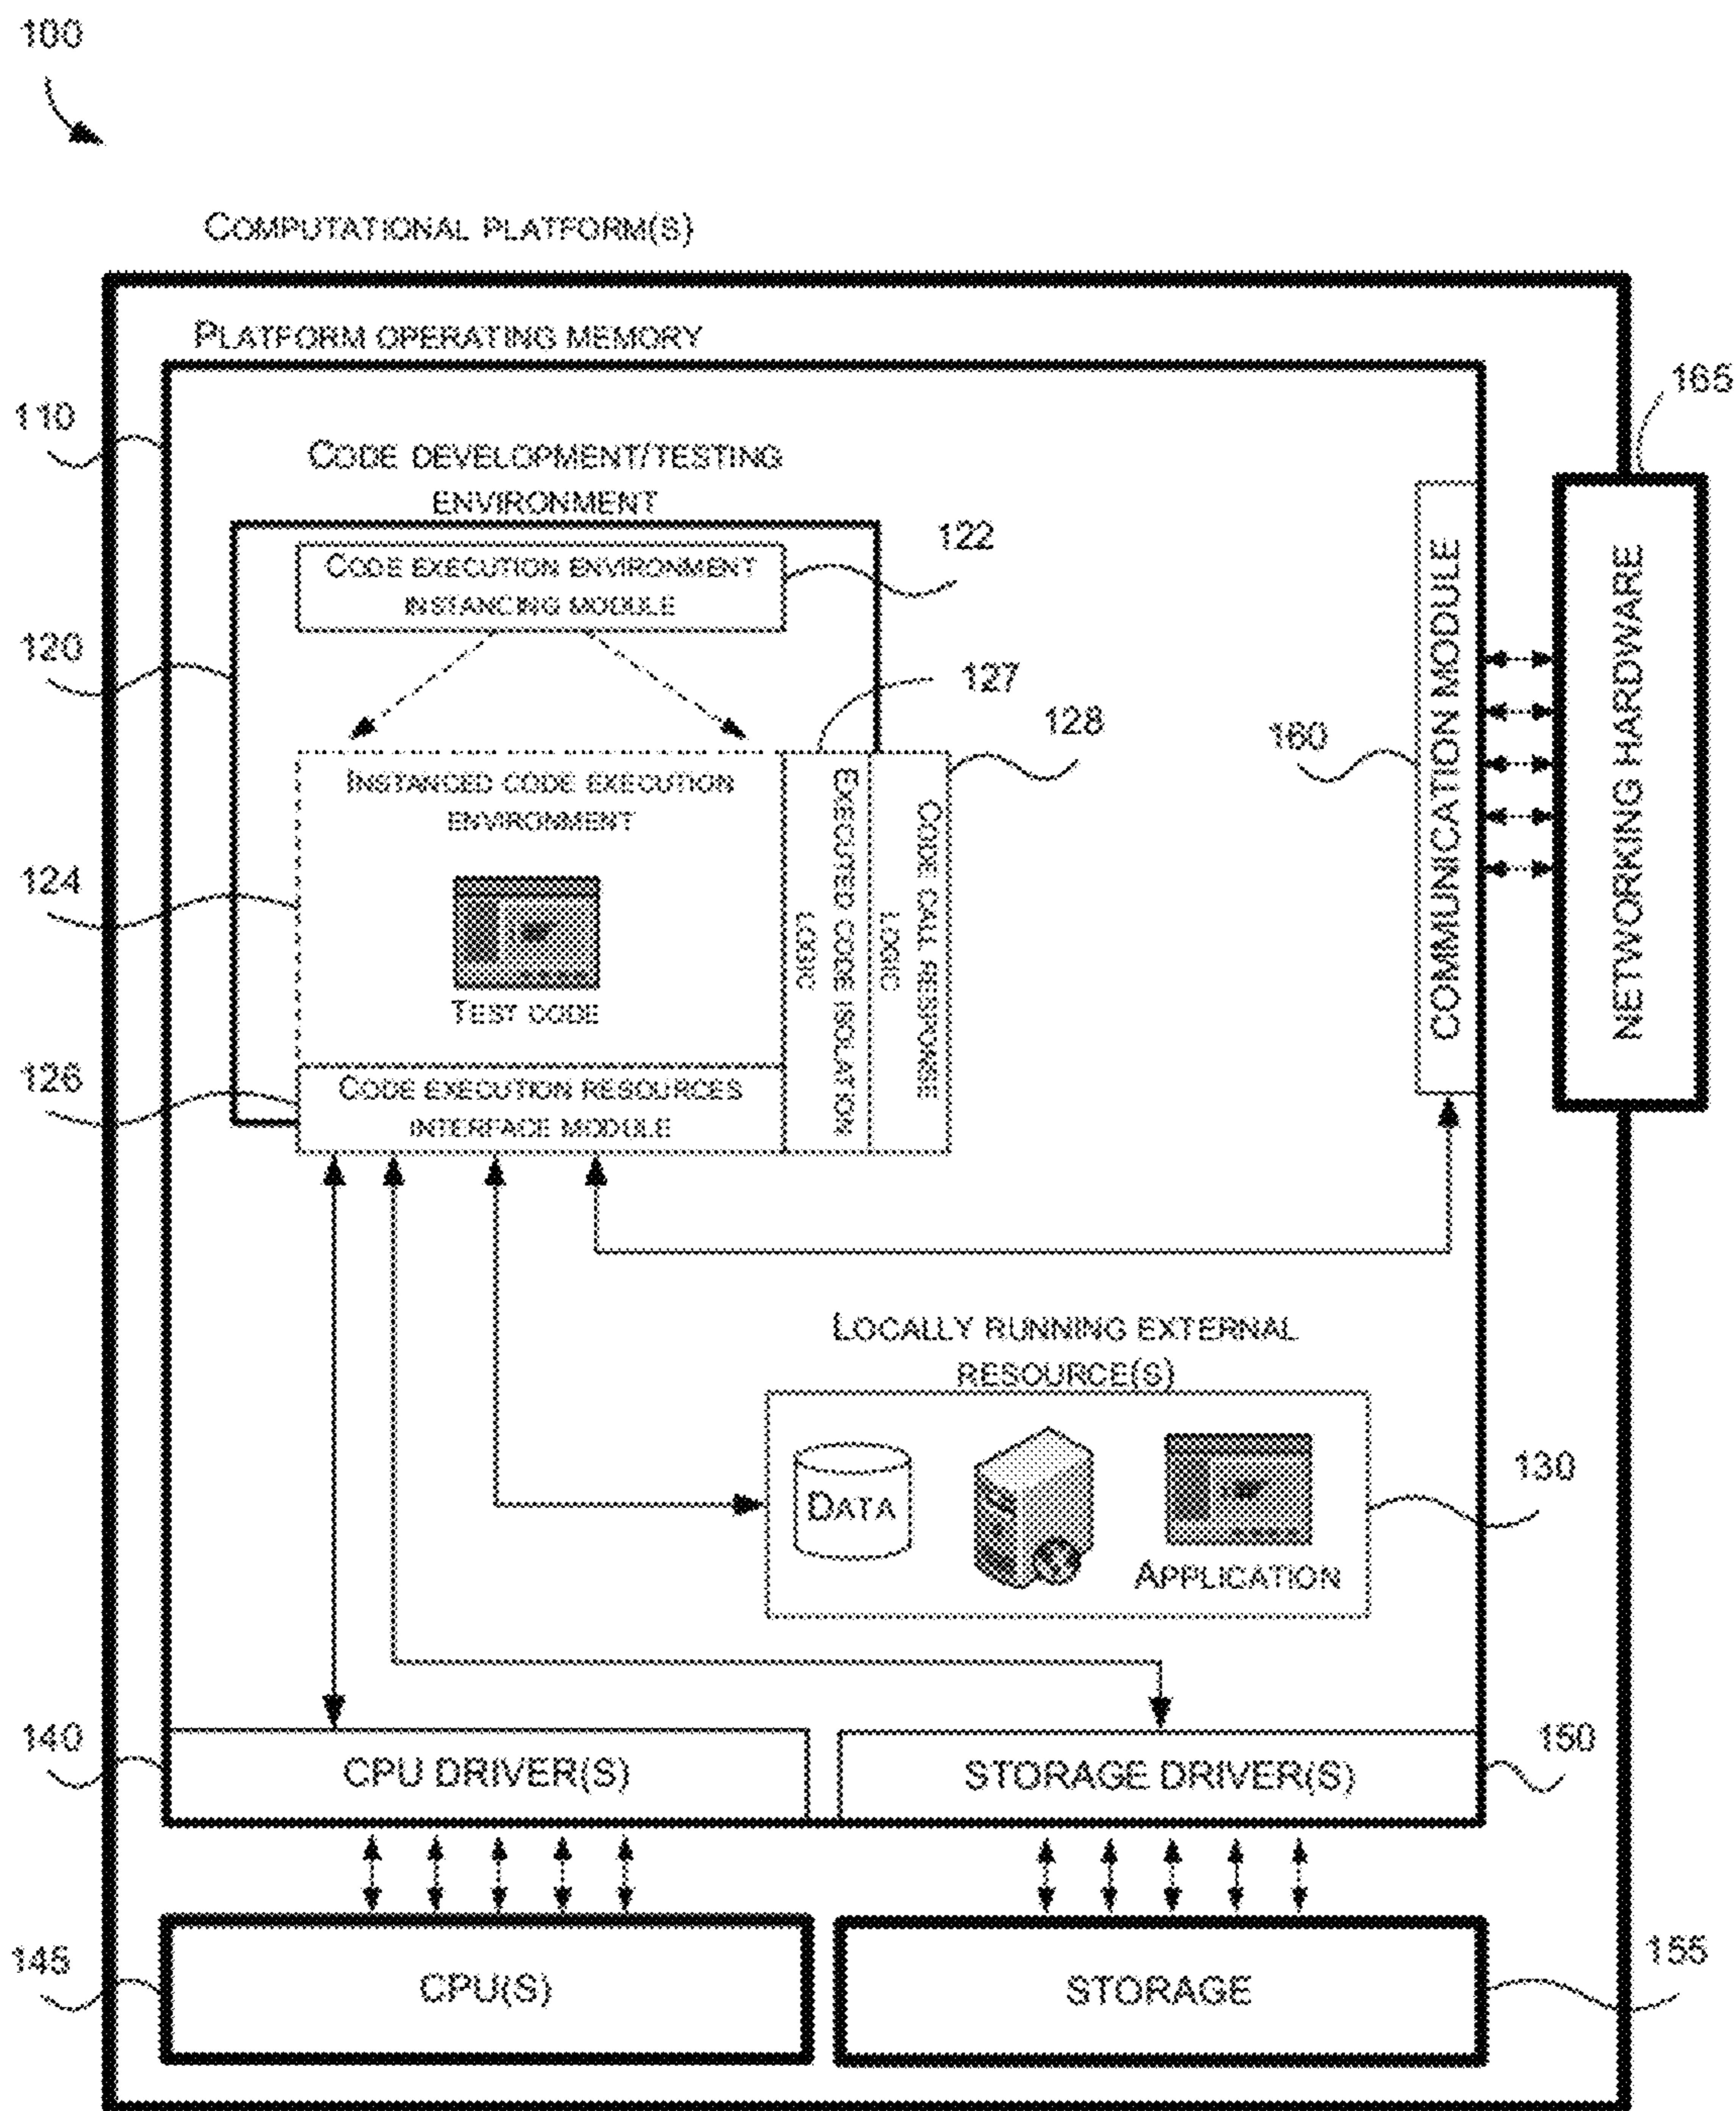 100
COMPUTATIONAL PLATFORM(S)
PLATFORM OPERATING MEMORY
165
110
CODE DEVELOPMENT/TESTING
ENVIRONMENT
122
CODE EXECUTION ENVIRONMENT
INSTANCING MODULE
120
127
128
160
COMMUNICATION MODULE
NETWORKING HARDWARE
INSTANCED CODE EXECUTION
ENVIRONMENT
EXECUTED CODE ISOLATION
LOGIC
CODE CALL RESPONSE
LOGIC
124
TEST CODE
126
CODE EXECUTION RESOURCES
INTERFACE MODULE
LOCALLY RUNNING EXTERNAL
RESOURCE(S)
130
DATA
APPLICATION
140
CPU DRIVER(S)
STORAGE DRIVER(S)
150
145
CPU(S)
STORAGE
155